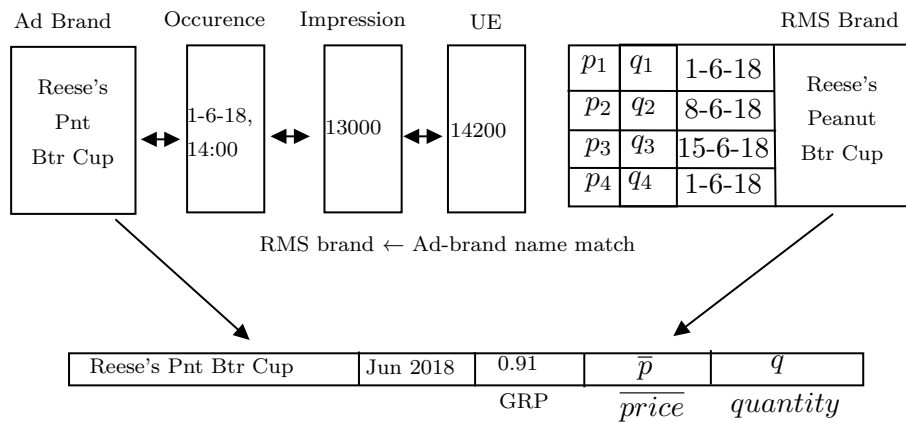 Ad Brand
Occurence
Impression
UE
RMS Brand
Reese's
Pnt
Btr Cup
1-6-18,
14:00
13000
14200
p₁ q₁ 1-6-18
p₂ q₂ 8-6-18
p₃ q₃ 15-6-18
p₄ q₄ 1-6-18
Reese's
Peanut
Btr Cup
RMS brand ← Ad-brand name match
Reese's Pnt Btr Cup Jun 2018 0.91 p̅ q
GRP p̅r̅i̅c̅e̅ quantity